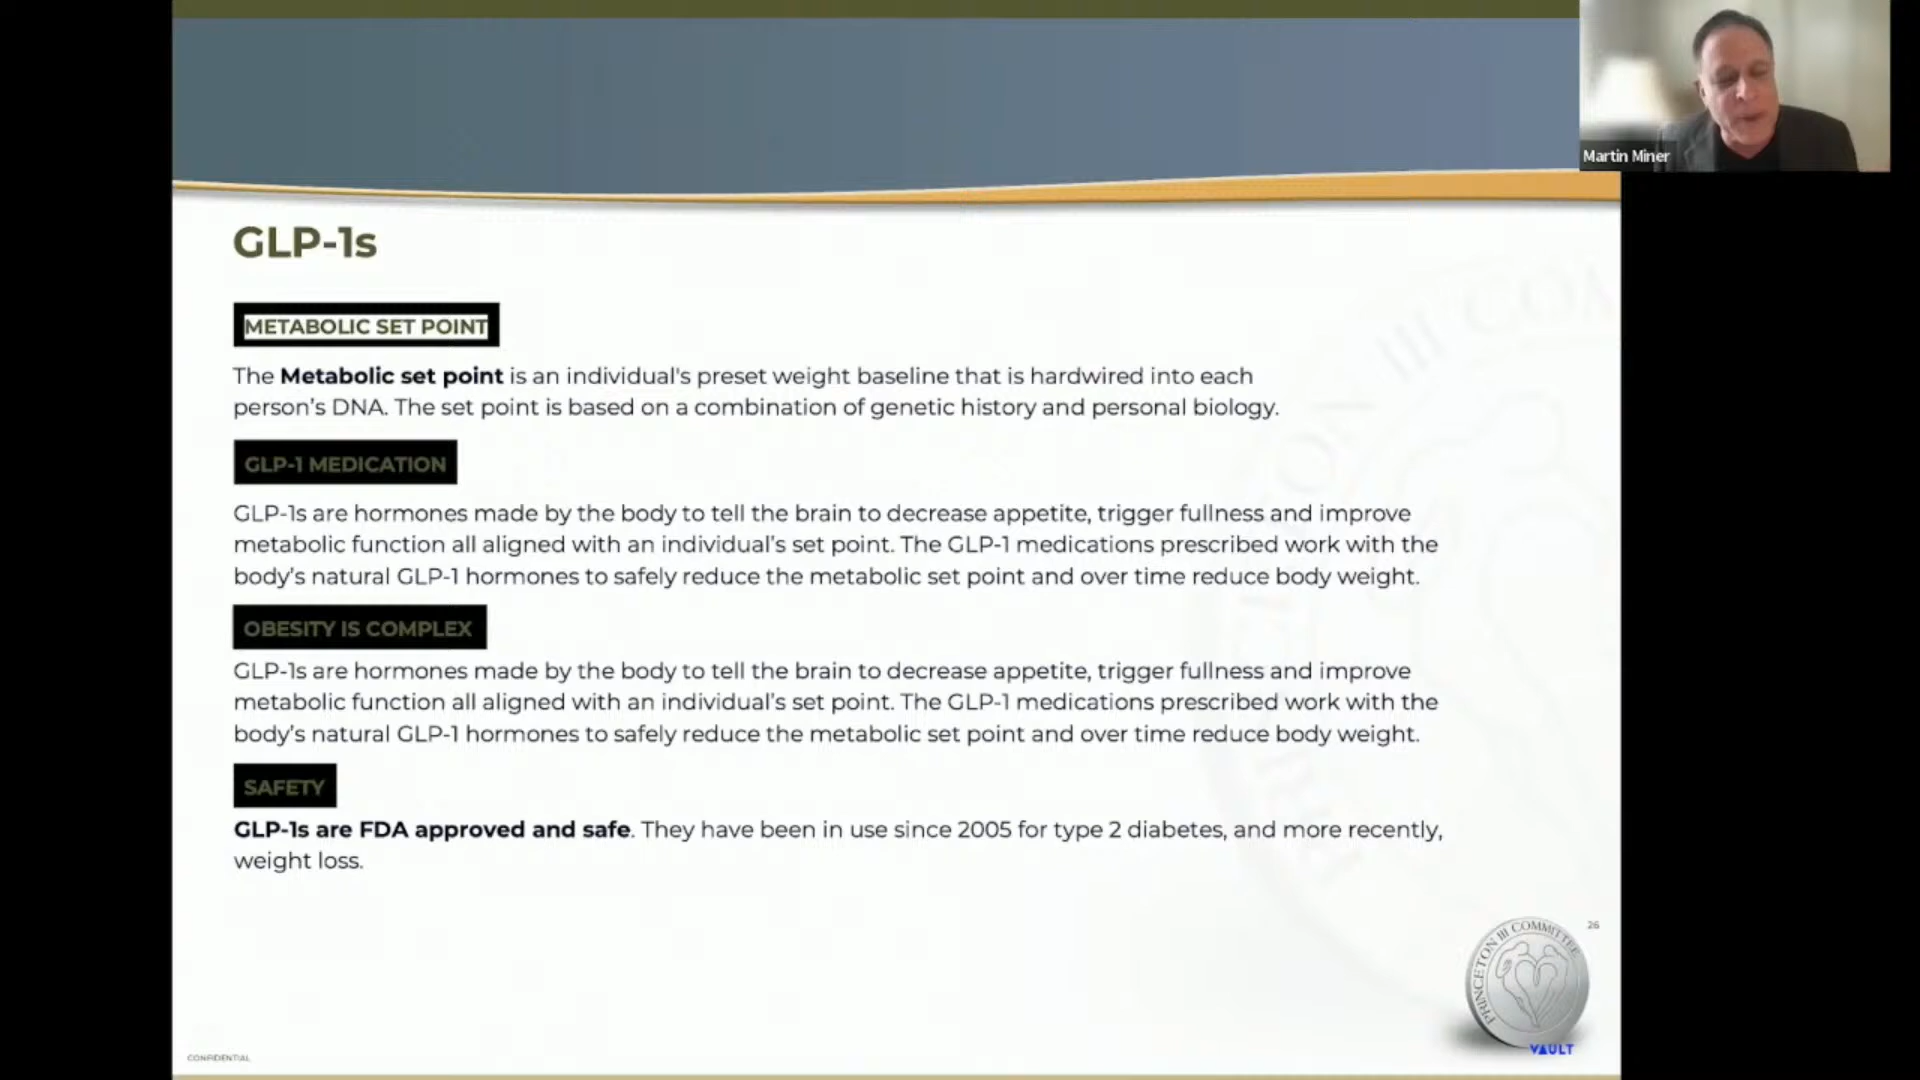 Martin Miner
GLP-1s
METABOLIC SET POINT
The Metabolic set point is an individual's preset weight baseline that is hardwired into each
person's DNA. The set point is based on a combination of genetic history and personal biology.
GLP-1 MEDICATION
GLP-1s are hormones made by the body to tell the brain to decrease appetite, trigger fullness and improve
metabolic function all aligned with an individual's set point. The GLP-1 medications prescribed work with the
body's natural GLP-1 hormones to safely reduce the metabolic set point and over time reduce body weight.
OBESITY IS COMPLEX
GLP-1s are hormones made by the body to tell the brain to decrease appetite, trigger fullness and improve
metabolic function all aligned with an individual's set point. The GLP-1 medications prescribed work with the
body's natural GLP-1 hormones to safely reduce the metabolic set point and over time reduce body weight.
SAFETY
GLP-1s are FDA approved and safe. They have been in use since 2005 for type 2 diabetes, and more recently,
weight loss.
26
PRINCETON III COMMITTEE
VAULT
CONFIDENTIAL